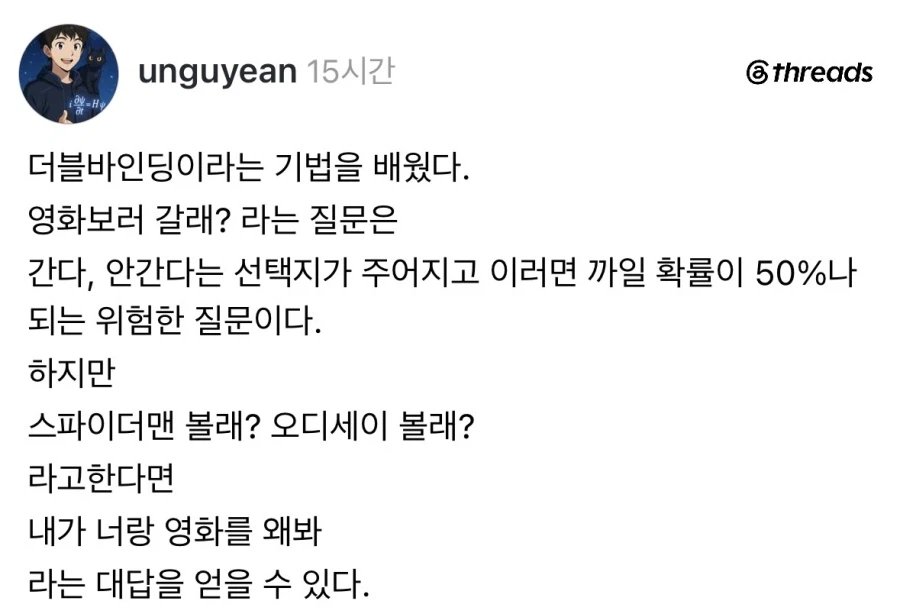 unguyean 15시간
threads
더블바인딩이라는 기법을 배웠다.
영화보러 갈래? 라는 질문은
간다, 안간다는 선택지가 주어지고 이러면 까일 확률이 50%나
되는 위험한 질문이다.
하지만
스파이더맨 볼래? 오디세이 볼래?
라고한다면
내가 너랑 영화를 왜봐
라는 대답을 얻을 수 있다.